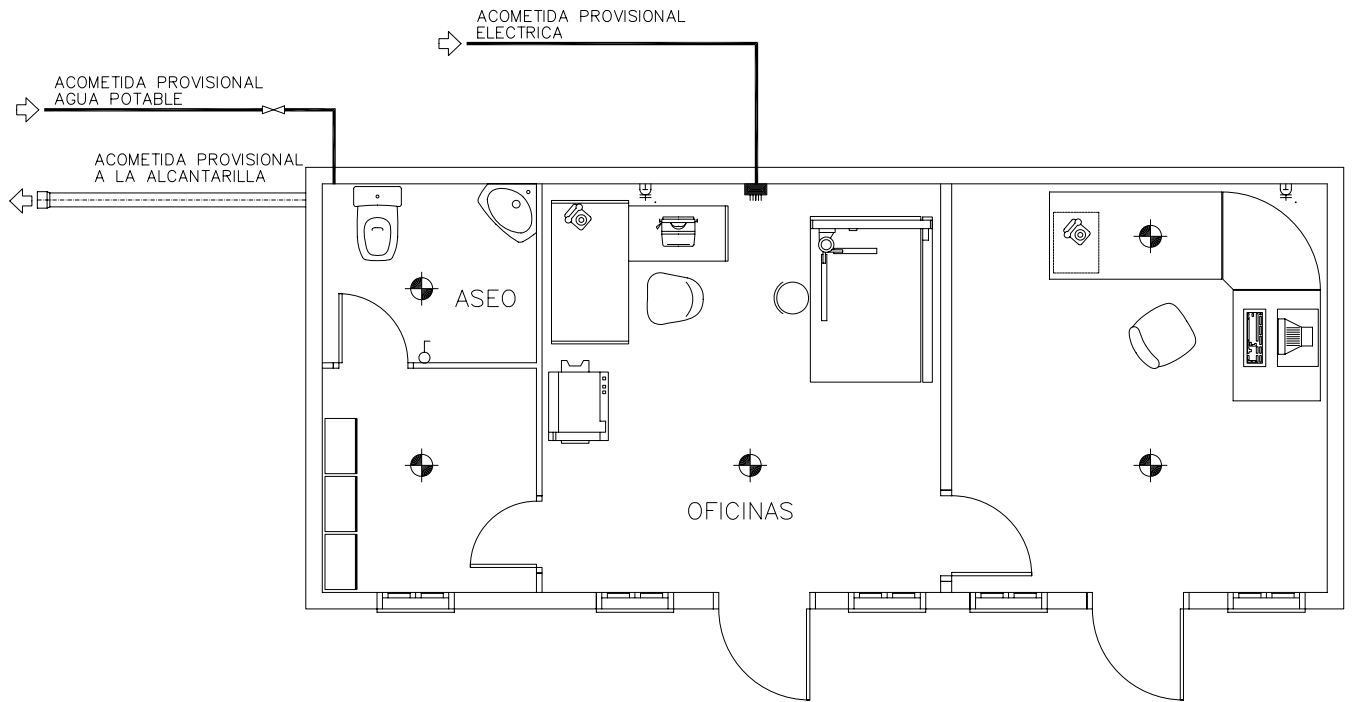 ACOMETIDA PROVISIONAL
ELECTRICA
ACOMETIDA PROVISIONAL
AGUA POTABLE
ACOMETIDA PROVISIONAL
A LA ALCANTARILLA
ASEO
OFICINAS